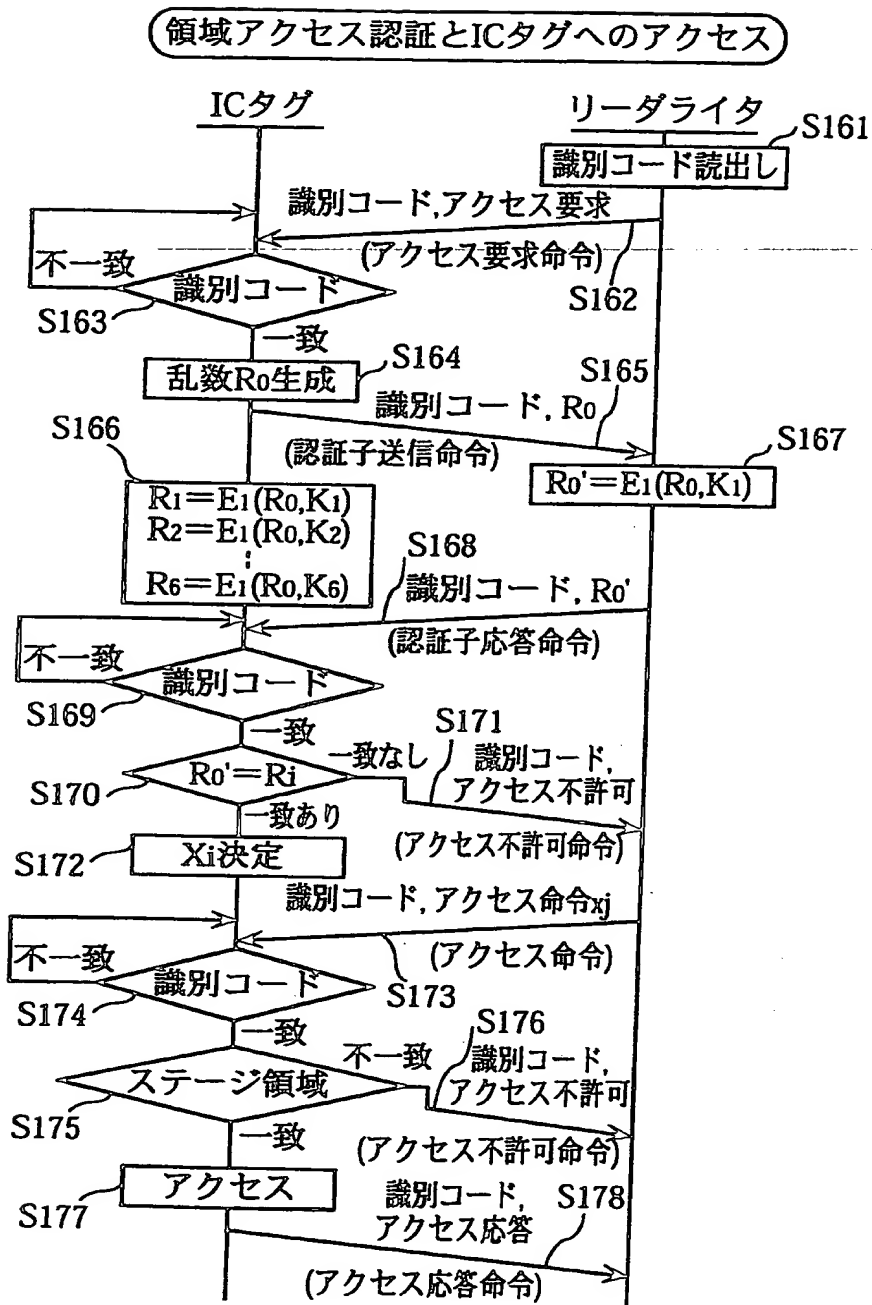 領域アクセス認証とICタグへのアクセス
ICタグ
リーダライタ
S161
識別コード読出し
識別コード,アクセス要求
(アクセス要求命令)
S162
不一致
識別コード
S163
一致
乱数R0生成
S164
識別コード, R0
S165
(認証子送信命令)
S166
R1=E1(R0,K1)
R2=E1(R0,K2)
R6=E1(R0,K6)
S167
R0'=E1(R0,K1)
S168
識別コード, R0'
(認証子応答命令)
不一致
識別コード
S169
一致
R0'=Ri
S170
一致なし
S171
識別コード,
アクセス不許可
(アクセス不許可命令)
一致あり
Xi決定
S172
識別コード,アクセス命令xj
(アクセス命令)
S173
不一致
識別コード
S174
一致
ステージ領域
S175
不一致
S176
識別コード,
アクセス不許可
(アクセス不許可命令)
一致
アクセス
S177
識別コード,
アクセス応答
S178
(アクセス応答命令)